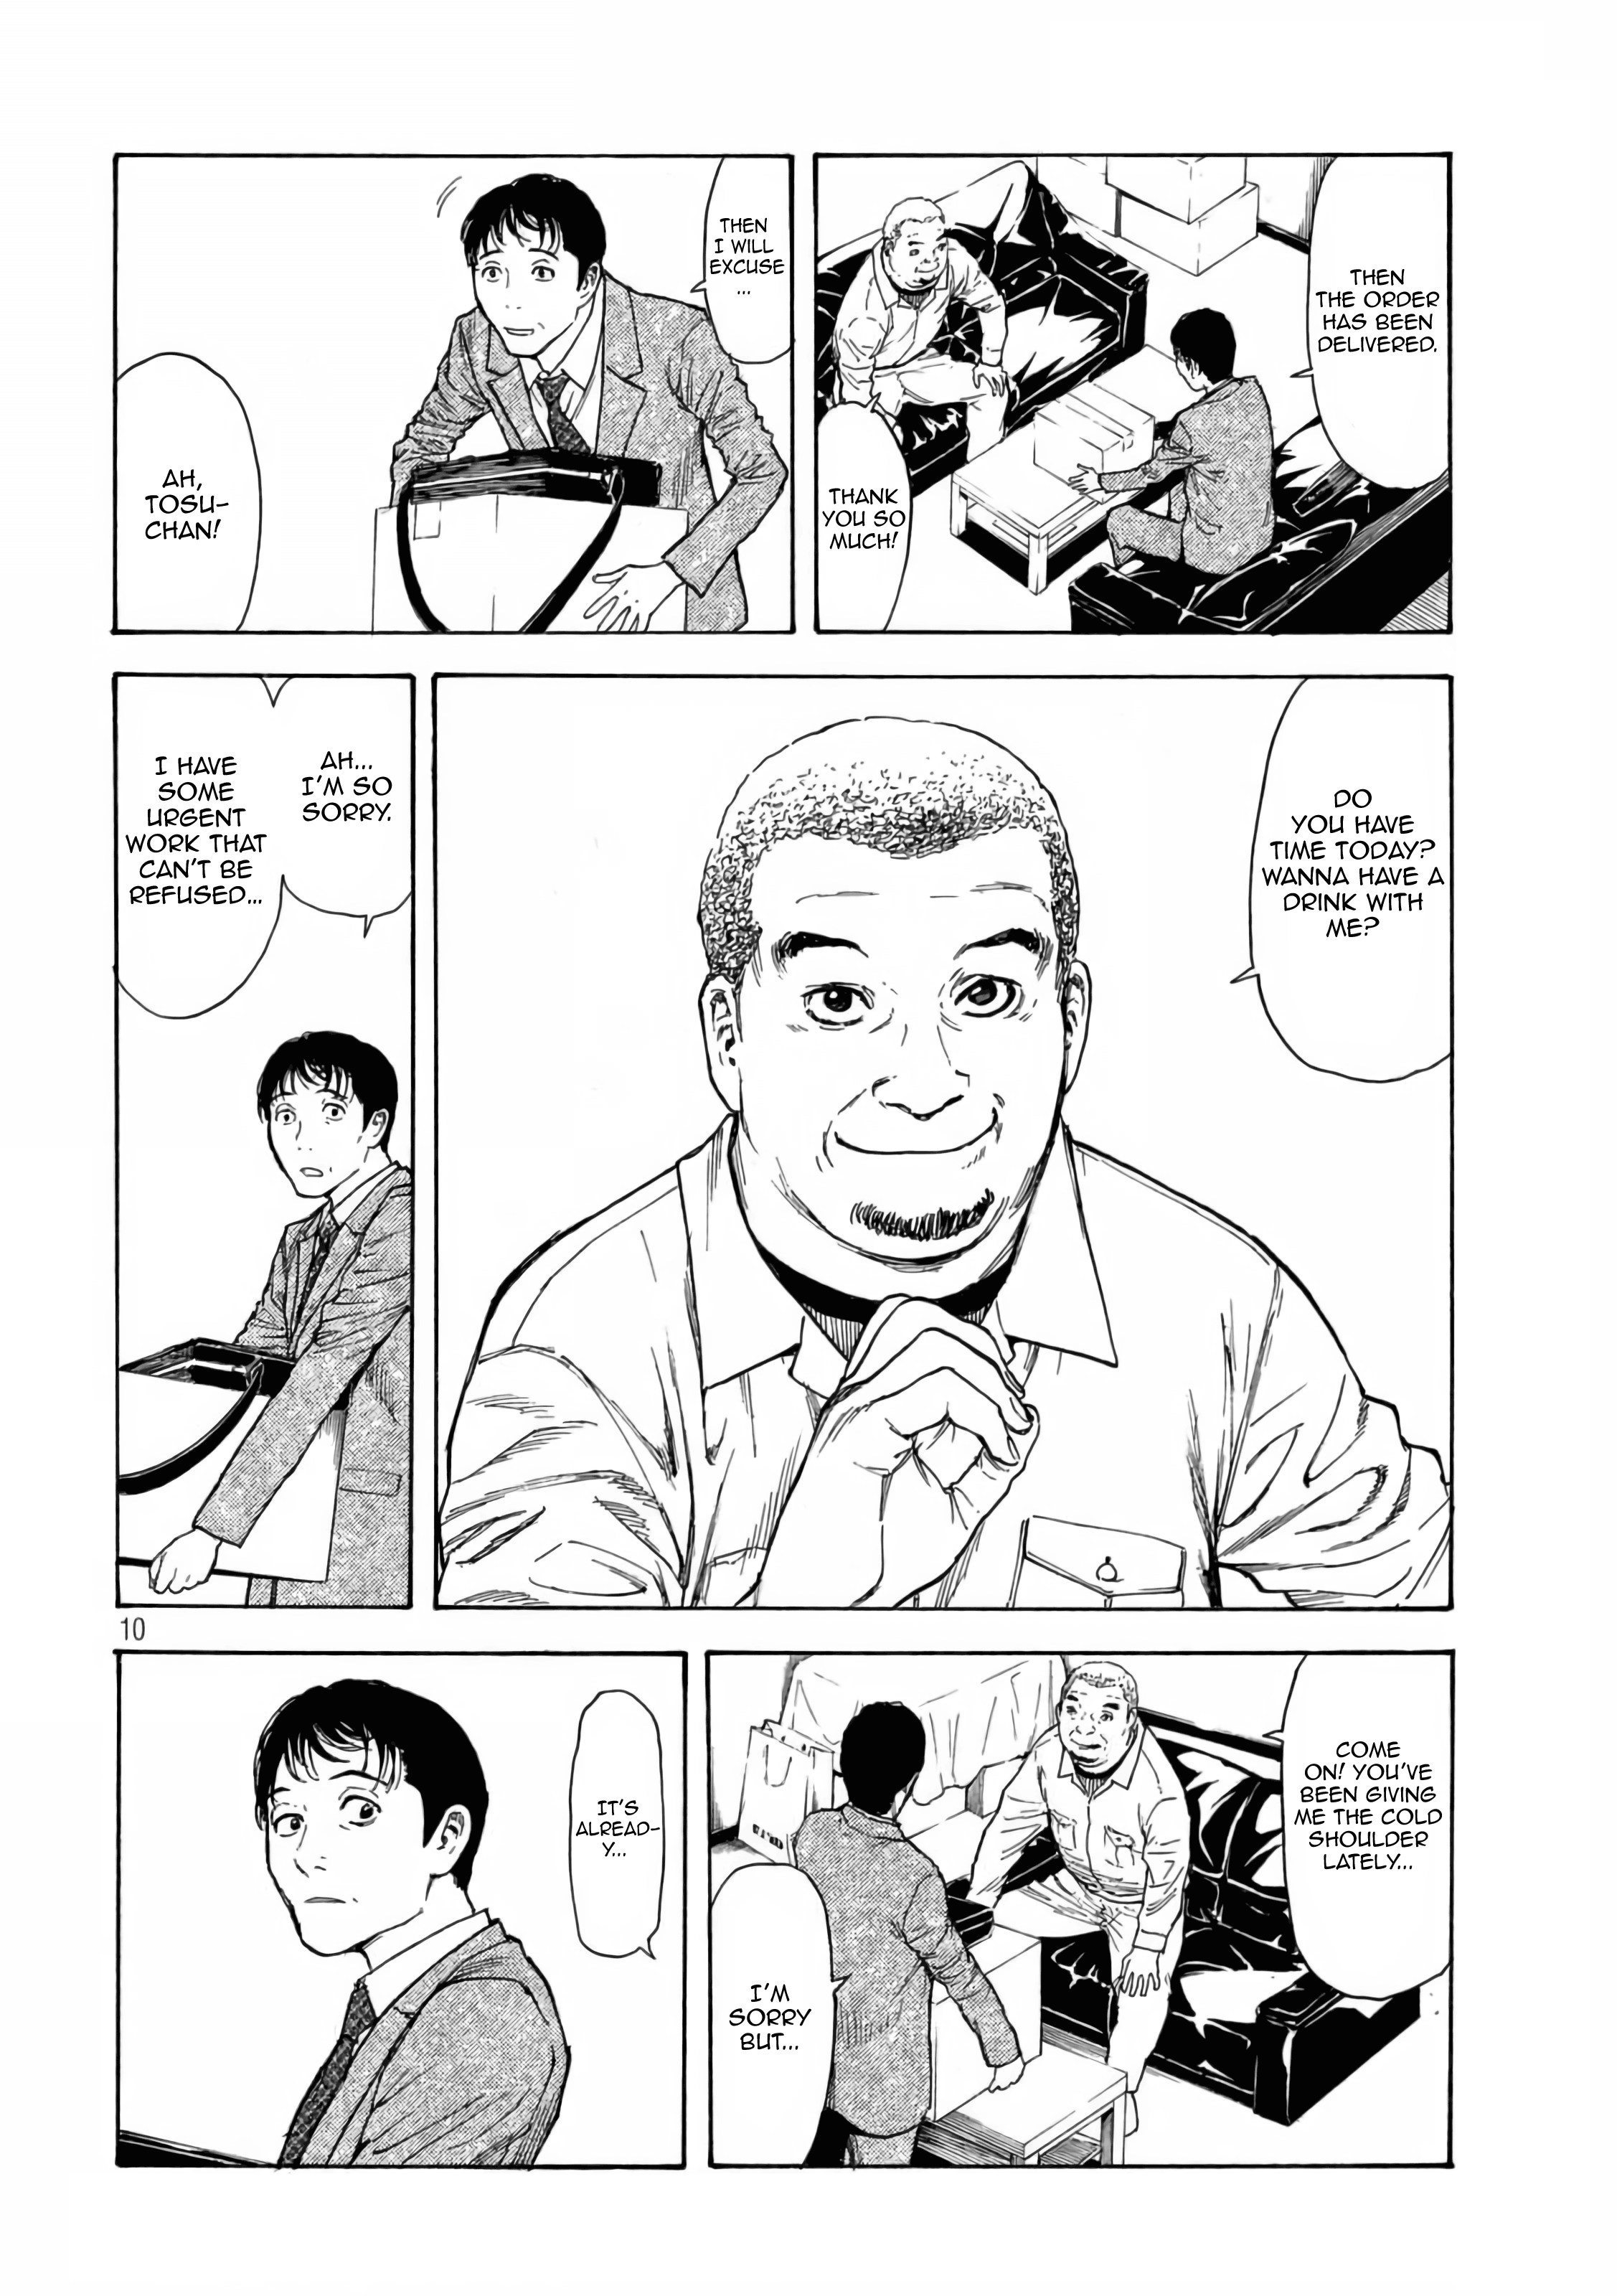 THEN
THE ORDER
HAS BEEN
DELIVERED.
THANK
YOU SO
MUCH!
THEN
I WILL
EXCUSE
...
AH,
TOSU-
CHAN!
DO
YOU HAVE
TIME TODAY?
WANNA HAVE A
DRINK WITH
ME?
AH...
I'M SO
SORRY.
I HAVE
SOME
URGENT
WORK THAT
CAN'T BE
REFUSED...
10
COME
ON! YOU'VE
BEEN GIVING
ME THE COLD
SHOULDER
LATELY...
I'M
SORRY
BUT...
IT'S
ALREAD-
Y...